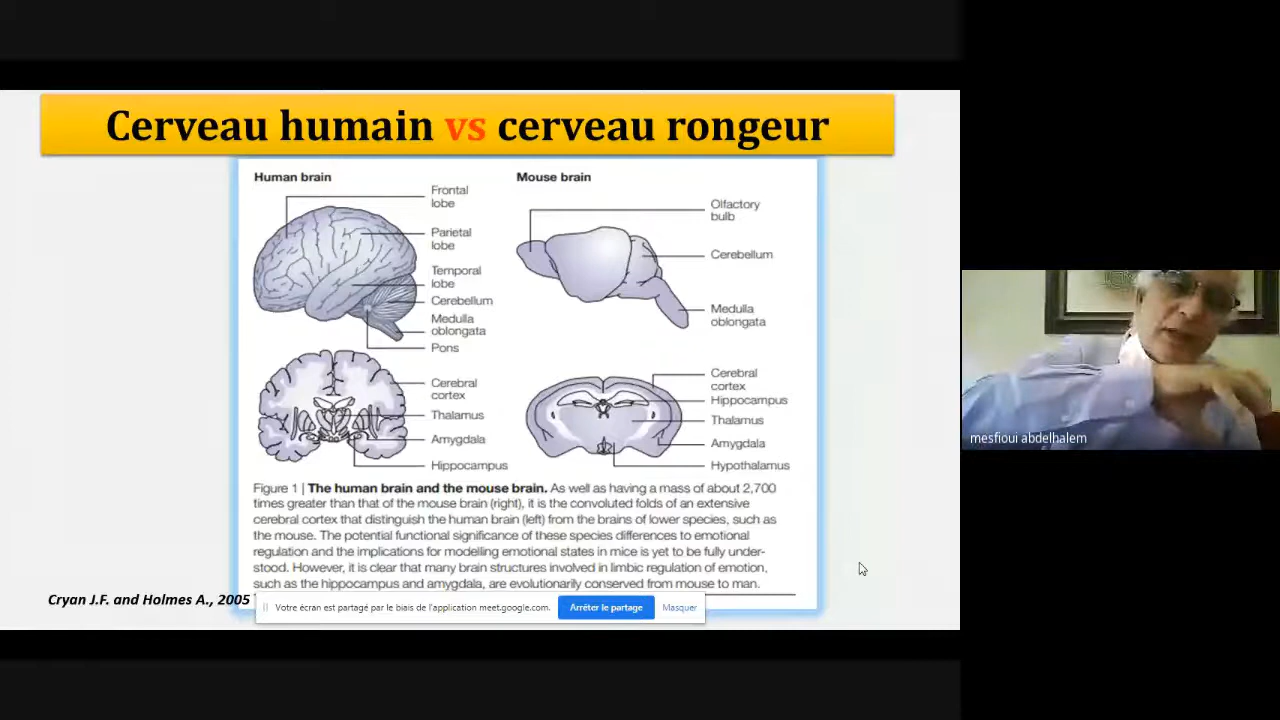 Cerveau humain vs cerveau rongeur
Human brain
Frontal
lobe
Parietal
lobe
Temporal
lobe
Cerebellum
Medulla
oblongata
Pons
Cerebral
cortex
Thalamus
Amygdala
Hippocampus
Mouse brain
Olfactory
bulb
Cerebellum
Medulla
oblongata
Cerebral
cortex
Hippocampus
Thalamus
Amygdala
Hypothalamus
Figure 1 | The human brain and the mouse brain. As well as having a mass of about 2,700
times greater than that of the mouse brain (right), it is the convoluted folds of an extensive
cerebral cortex that distinguish the human brain (left) from the brains of lower species, such as
the mouse. The potential functional significance of these species differences to emotional
regulation and the implications for modelling emotional states in mice is yet to be fully under-
stood. However, it is clear that many brain structures involved in limbic regulation of emotion,
such as the hippocampus and amygdala, are evolutionarily conserved from mouse to man.
Cryan J.F. and Holmes A., 2005
Votre écran est partagé par le biais de l'application meet.google.com.
Arrêter le partage
Masquer
mesfioui abdelhalem